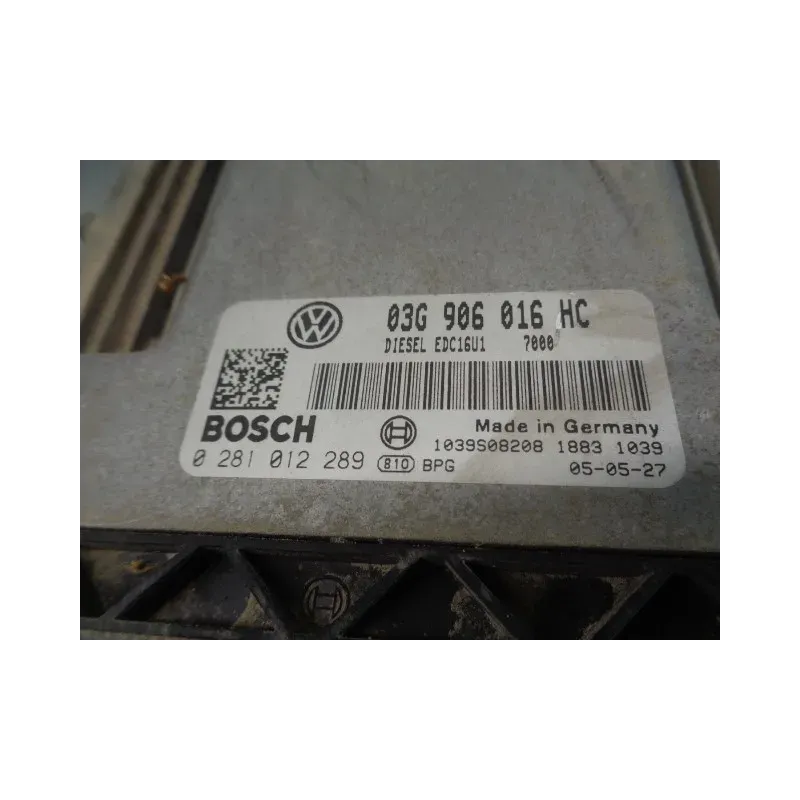 03G 906 016 HC
DIESEL EDC16U1 7000
BOSCH
Made in Germany
1039S08208 1883 1039
0 281 012 289 810 BPG 05-05-27